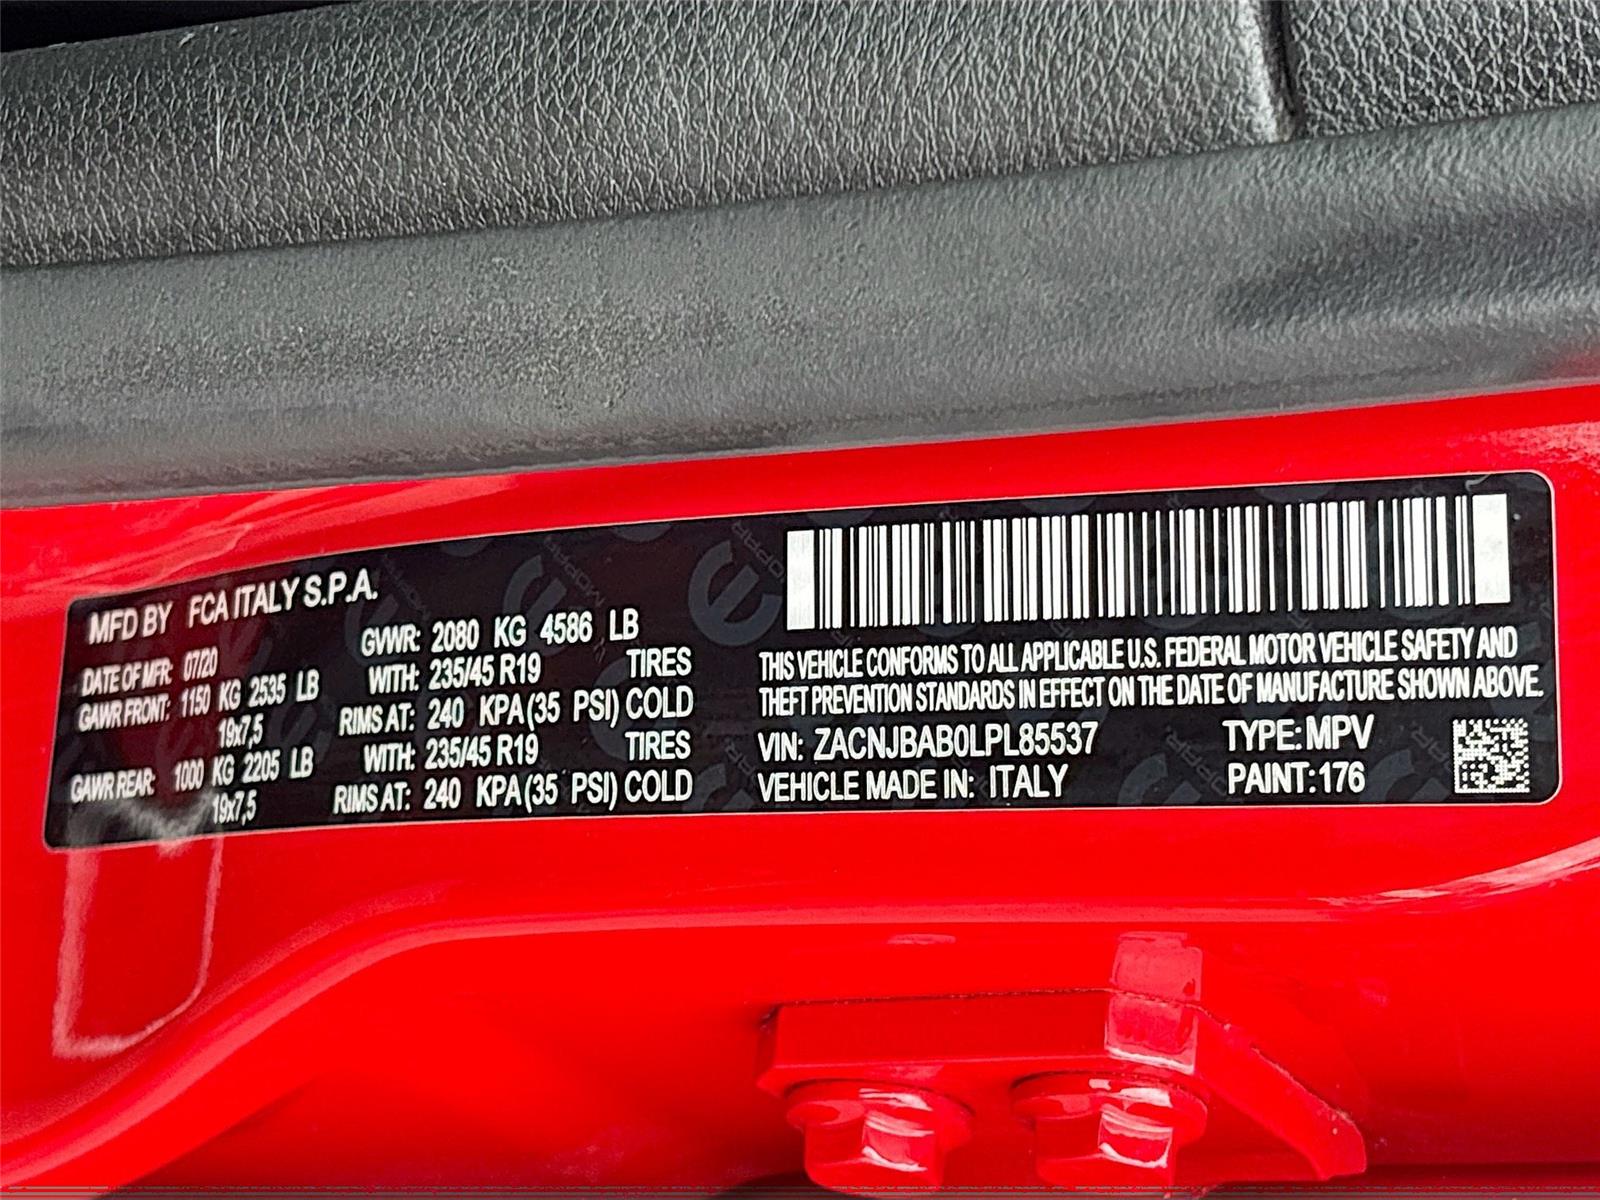 MFD BY FCA ITALY S.P.A.
DATE OF MFR: 07/20 GVWR: 2080 KG 4586 LB
GAWR FRONT: 1150 KG 2535 LB WITH: 235/45 R19 TIRES
19x7,5 RIMS AT: 240 KPA(35 PSI) COLD
GAWR REAR: 1000 KG 2205 LB WITH: 235/45 R19 TIRES
19x7,5 RIMS AT: 240 KPA(35 PSI) COLD
THIS VEHICLE CONFORMS TO ALL APPLICABLE U.S. FEDERAL MOTOR VEHICLE SAFETY AND
THEFT PREVENTION STANDARDS IN EFFECT ON THE DATE OF MANUFACTURE SHOWN ABOVE.
VIN: ZACNJBAB0LPL85537 TYPE: MPV
VEHICLE MADE IN: ITALY PAINT: 176